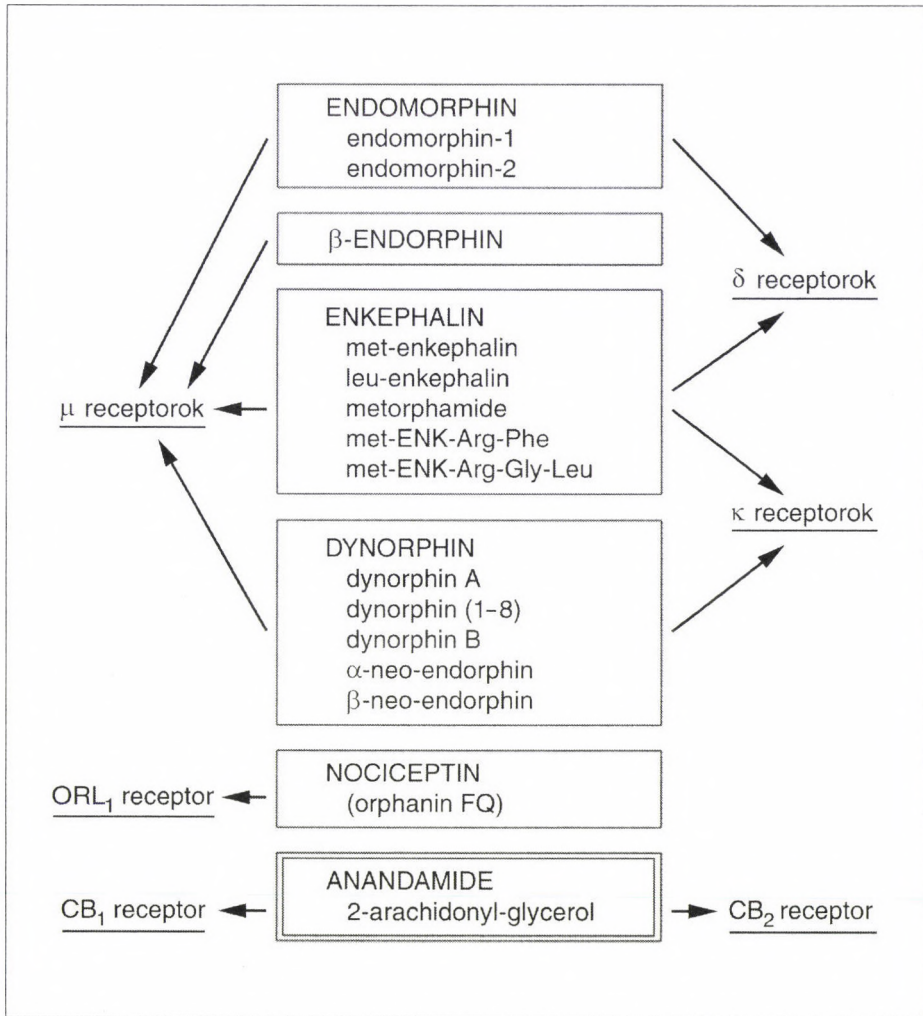 ENDOMORPHIN
endomorphin-1
endomorphin-2
β-ENDORPHIN
δ receptorok
ENKEPHALIN
met-enkephalin
leu-enkephalin
metorphamide
met-ENK-Arg-Phe
met-ENK-Arg-Gly-Leu
μ receptorok
κ receptorok
DYNORPHIN
dynorphin A
dynorphin (1–8)
dynorphin B
α-neo-endorphin
β-neo-endorphin
NOCICEPTIN
(orphanin FQ)
ORL₁ receptor
ANANDAMIDE
2-arachidonyl-glycerol
CB₁ receptor
CB₂ receptor